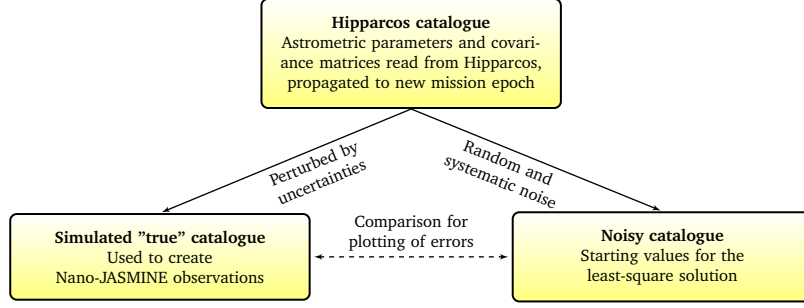 Hipparcos catalogue
Astrometric parameters and covari-
ance matrices read from Hipparcos,
propagated to new mission epoch
Perturbed by
uncertainties
Random and
systematic noise
Simulated ”true” catalogue
Used to create
Nano-JASMINE observations
Comparison for
plotting of errors
Noisy catalogue
Starting values for the
least-square solution